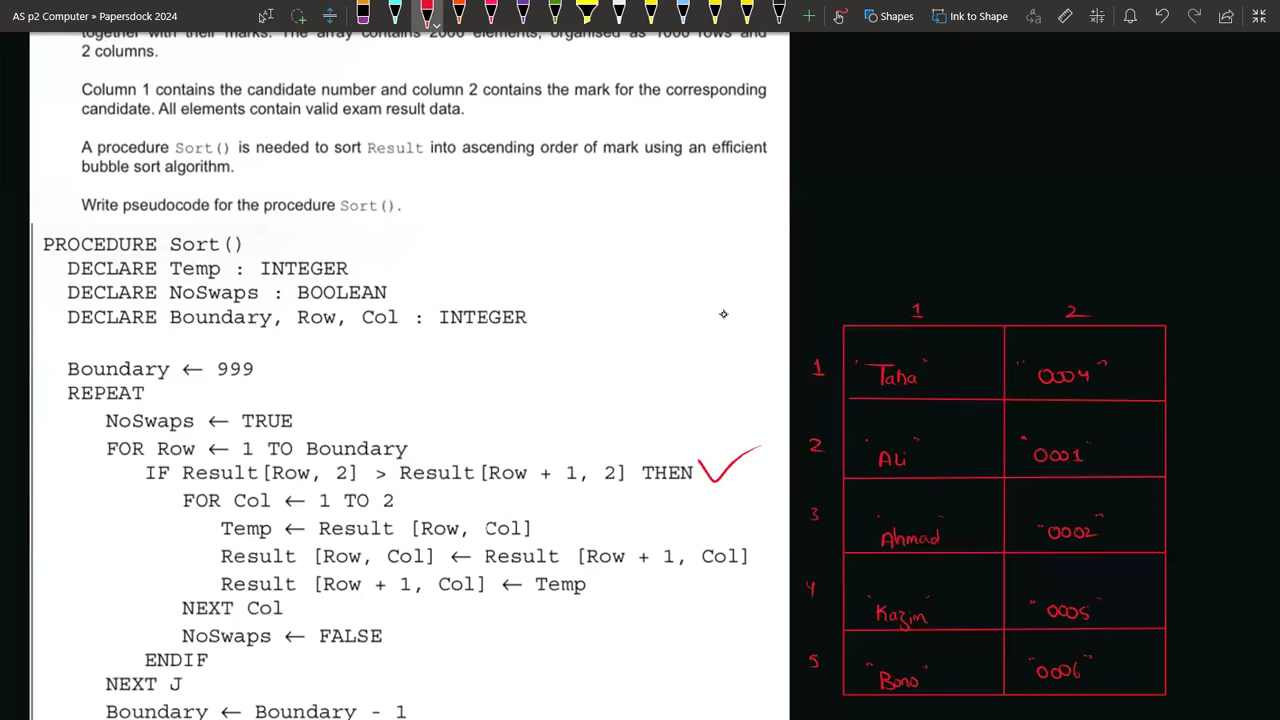 AS p2 Computer » Papersdock 2024
Shapes
Ink to Shape
together with their marks. The array contains 2000 elements, organised as 1000 rows and
2 columns.
Column 1 contains the candidate number and column 2 contains the mark for the corresponding
candidate. All elements contain valid exam result data.
A procedure Sort() is needed to sort Result into ascending order of mark using an efficient
bubble sort algorithm.
Write pseudocode for the procedure Sort().
PROCEDURE Sort()
DECLARE Temp : INTEGER
DECLARE NoSwaps : BOOLEAN
DECLARE Boundary, Row, Col : INTEGER
Boundary ← 999
REPEAT
NoSwaps ← TRUE
FOR Row ← 1 TO Boundary
IF Result[Row, 2] > Result[Row + 1, 2] THEN
FOR Col ← 1 TO 2
Temp ← Result [Row, Col]
Result [Row, Col] ← Result [Row + 1, Col]
Result [Row + 1, Col] ← Temp
NEXT Col
NoSwaps ← FALSE
ENDIF
NEXT J
Boundary ← Boundary - 1
1 2
1 "Taha" "0004"
2 "Ali" "0001"
3 "Ahmad" "0002"
4 "Kazim" "0005"
5 "Bono" "0006"